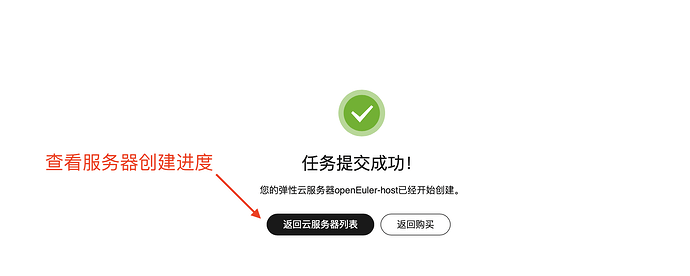 查看服务器创建进度
任务提交成功！
您的弹性云服务器openEuler-host已经开始创建。
返回云服务器列表
返回购买